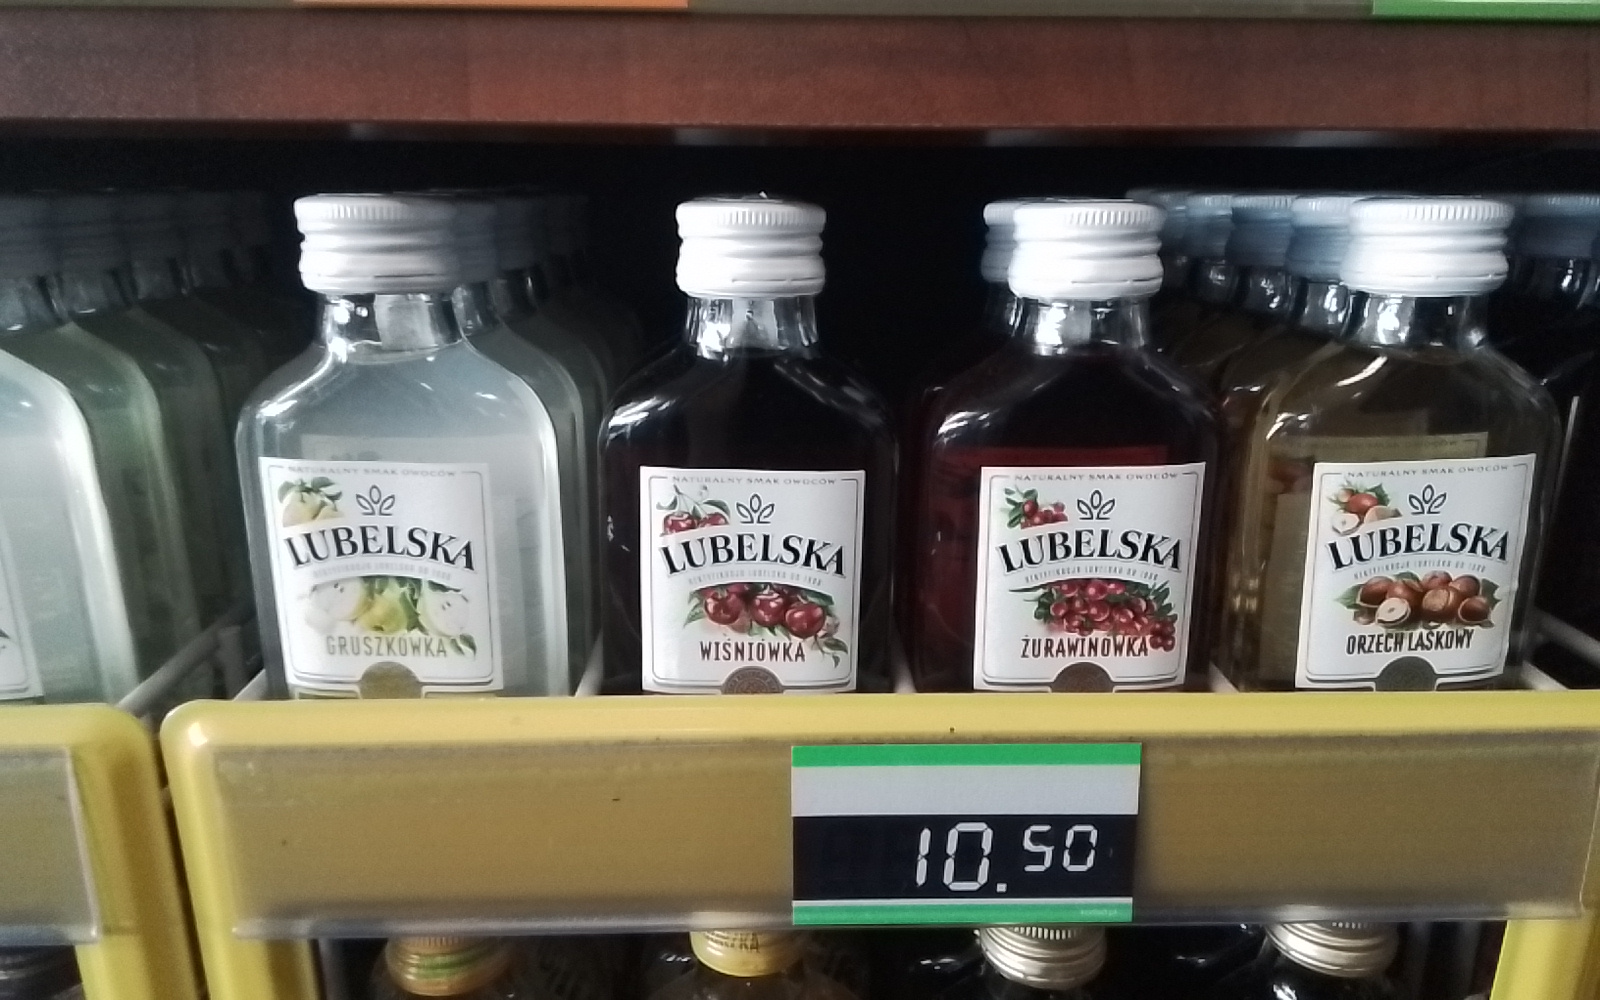 NATURALNY SMAK OWOCÓW
LUBELSKA
GRUSZKÓWKA
NATURALNY SMAK OWOCÓW
LUBELSKA
WIŚNIÓWKA
NATURALNY SMAK OWOCÓW
LUBELSKA
ŻURAWINÓWKA
NATURALNY SMAK OWOCÓW
LUBELSKA
ORZECH LASKOWY
10.50